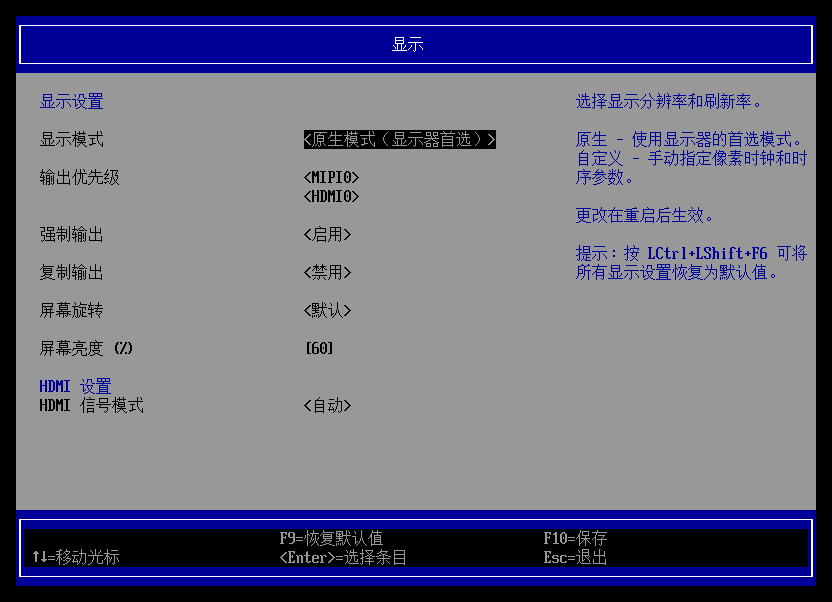 显示
显示设置
显示模式 <原生模式（显示器首选）>
输出优先级 <MIPI0>
<HDMI0>
强制输出 <启用>
复制输出 <禁用>
屏幕旋转 <默认>
屏幕亮度 (%) [60]
HDMI 设置
HDMI 信号模式 <自动>
选择显示分辨率和刷新率。
原生 - 使用显示器的首选模式。
自定义 - 手动指定像素时钟和时
序参数。
更改在重启后生效。
提示：按 LCtrl+LShift+F6 可将
所有显示设置恢复为默认值。
F9=恢复默认值 F10=保存
↑↓=移动光标 <Enter>=选择条目 Esc=退出